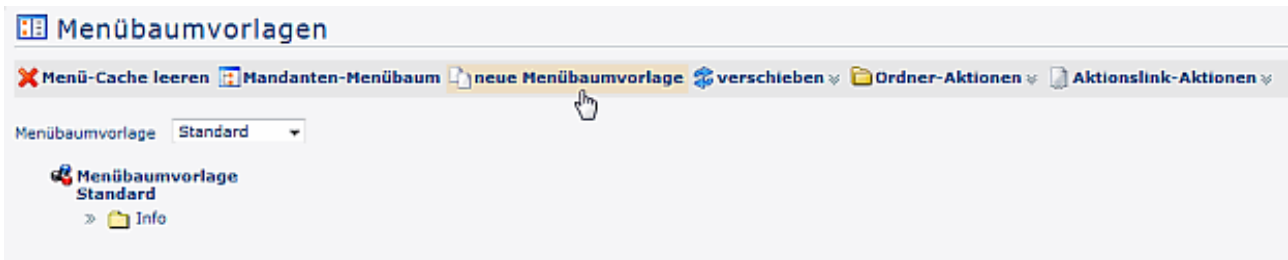 Menübaumvorlagen
Menü-Cache leeren Mandanten-Menübaum neue Menübaumvorlage verschieben Ordner-Aktionen Aktionslink-Aktionen
Menübaumvorlage Standard
Menübaumvorlage
Standard
Info